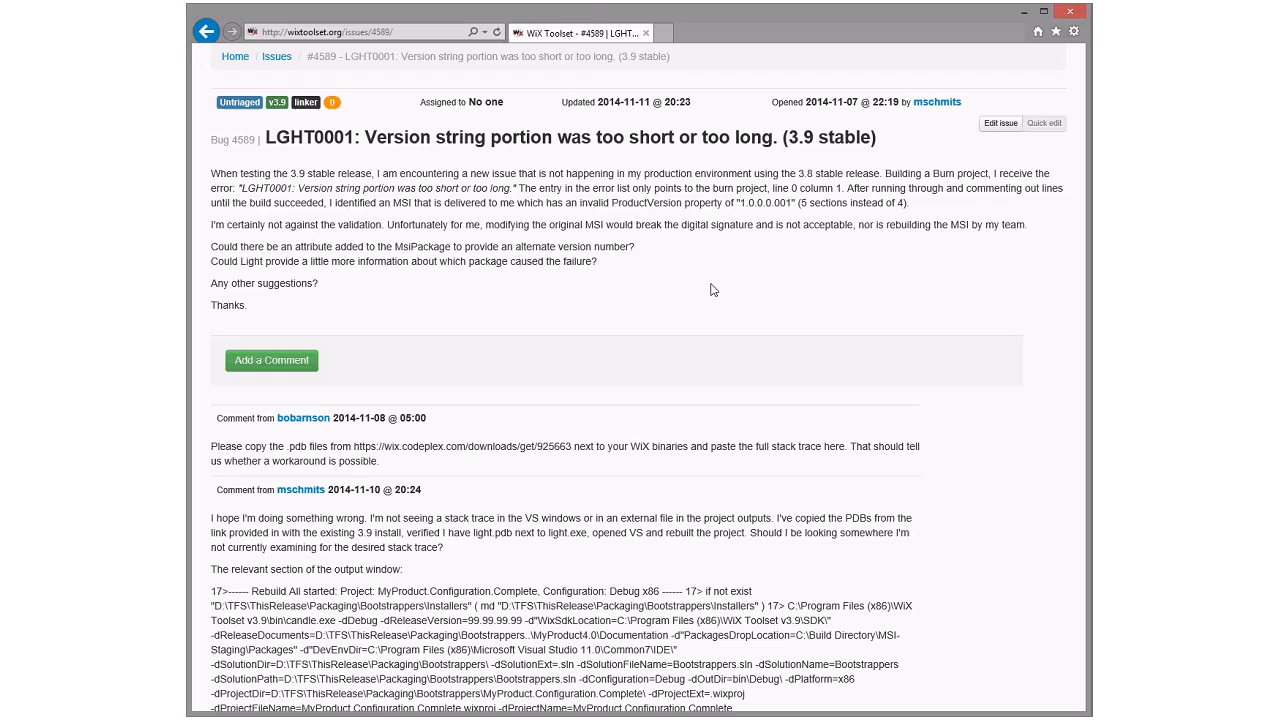 http://wixtoolset.org/issues/4589/
WiX Toolset - #4589 | LGHT...
Home / Issues / #4589 - LGHT0001: Version string portion was too short or too long. (3.9 stable)
Untriaged v3.9 linker 0 Assigned to No one Updated 2014-11-11 @ 20:23 Opened 2014-11-07 @ 22:19 by mschmits
Edit issue Quick edit
Bug 4589 | LGHT0001: Version string portion was too short or too long. (3.9 stable)
When testing the 3.9 stable release, I am encountering a new issue that is not happening in my production environment using the 3.8 stable release. Building a Burn project, I receive the
error: "LGHT0001: Version string portion was too short or too long." The entry in the error list only points to the burn project, line 0 column 1. After running through and commenting out lines
until the build succeeded, I identified an MSI that is delivered to me which has an invalid ProductVersion property of "1.0.0.0.001" (5 sections instead of 4).
I'm certainly not against the validation. Unfortunately for me, modifying the original MSI would break the digital signature and is not acceptable, nor is rebuilding the MSI by my team.
Could there be an attribute added to the MsiPackage to provide an alternate version number?
Could Light provide a little more information about which package caused the failure?
Any other suggestions?
Thanks.
Add a Comment
Comment from bobarnson 2014-11-08 @ 05:00
Please copy the .pdb files from https://wix.codeplex.com/downloads/get/925663 next to your WiX binaries and paste the full stack trace here. That should tell
us whether a workaround is possible.
Comment from mschmits 2014-11-10 @ 20:24
I hope I'm doing something wrong. I'm not seeing a stack trace in the VS windows or in an external file in the project outputs. I've copied the PDBs from the
link provided in with the existing 3.9 install, verified I have light.pdb next to light.exe, opened VS and rebuilt the project. Should I be looking somewhere I'm
not currently examining for the desired stack trace?
The relevant section of the output window:
17>------ Rebuild All started: Project: MyProduct.Configuration.Complete, Configuration: Debug x86 ------ 17> if not exist
"D:\TFS\ThisRelease\Packaging\Bootstrappers\Installers" ( md "D:\TFS\ThisRelease\Packaging\Bootstrappers\Installers" ) 17> C:\Program Files (x86)\WiX
Toolset v3.9\bin\candle.exe -dDebug -dReleaseVersion=99.99.99.99 -d"WixSdkLocation=C:\Program Files (x86)\WiX Toolset v3.9\SDK\"
-dReleaseDocuments=D:\TFS\ThisRelease\Packaging\Bootstrappers..\MyProduct4.0\Documentation -d"PackagesDropLocation=C:\Build Directory\MSI-
Staging\Packages" -d"DevEnvDir=C:\Program Files (x86)\Microsoft Visual Studio 11.0\Common7\IDE\"
-dSolutionDir=D:\TFS\ThisRelease\Packaging\Bootstrappers\ -dSolutionExt=.sln -dSolutionFileName=Bootstrappers.sln -dSolutionName=Bootstrappers
-dSolutionPath=D:\TFS\ThisRelease\Packaging\Bootstrappers\Bootstrappers.sln -dConfiguration=Debug -dOutDir=bin\Debug\ -dPlatform=x86
-dProjectDir=D:\TFS\ThisRelease\Packaging\Bootstrappers\MyProduct.Configuration.Complete\ -dProjectExt=.wixproj
-dProjectFileName=MyProduct.Configuration.Complete.wixproj -dProjectName=MyProduct.Configuration.Complete